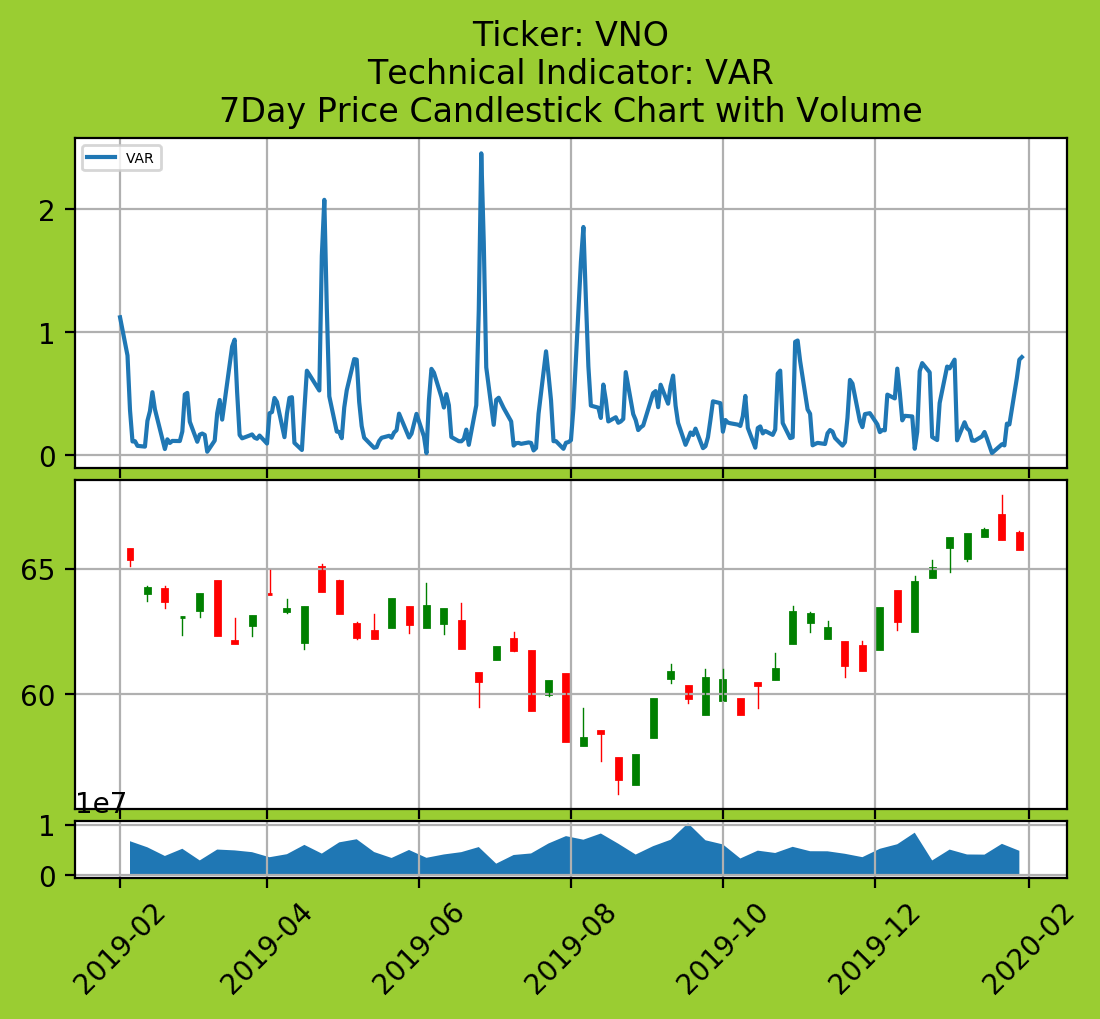 Ticker: VNO
Technical Indicator: VAR
7Day Price Candlestick Chart with Volume
VAR
2
1
0
65
60
1e7
1
0
2019-02
2019-04
2019-06
2019-08
2019-10
2019-12
2020-02